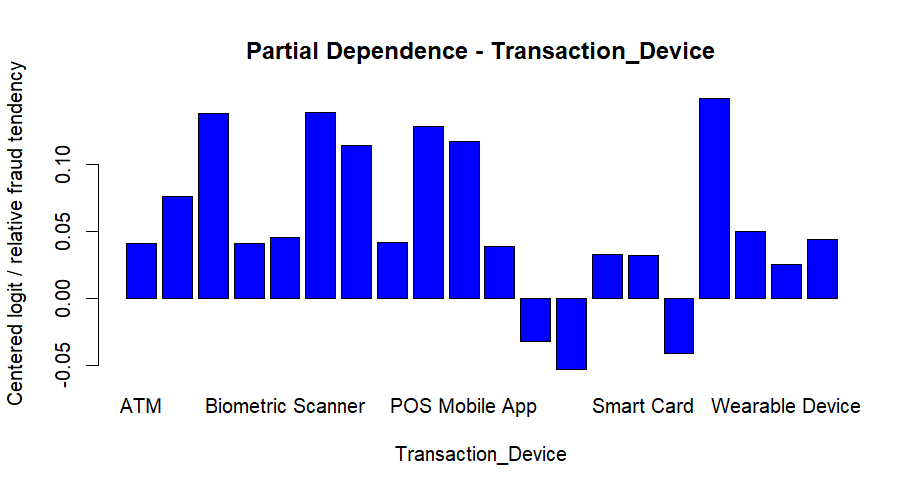 Partial Dependence - Transaction_Device
Centered logit / relative fraud tendency
0.10
0.05
0.00
-0.05
ATM Biometric Scanner POS Mobile App Smart Card Wearable Device
Transaction_Device